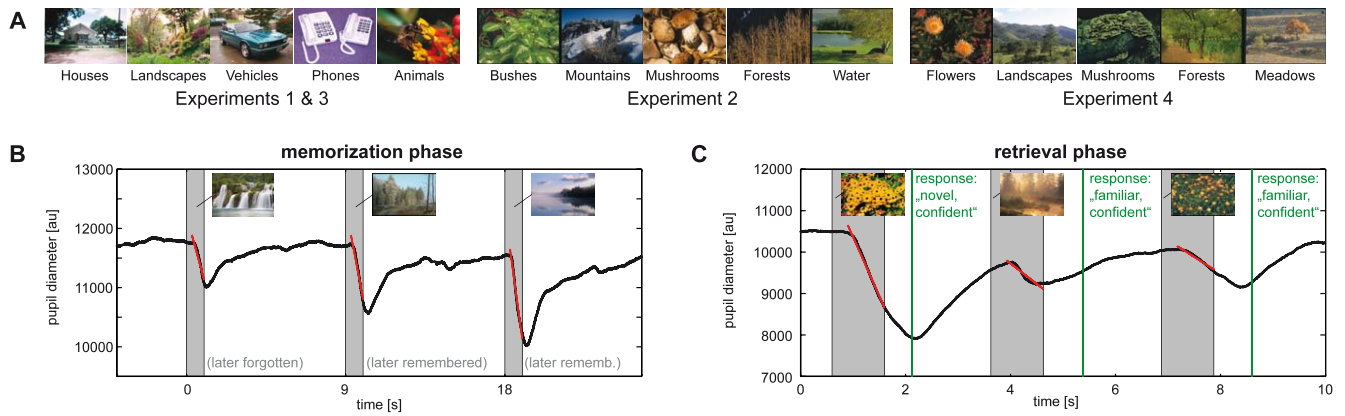 A
Houses
Landscapes
Vehicles
Phones
Animals
Experiments 1 & 3
Bushes
Mountains
Mushrooms
Forests
Water
Experiment 2
Flowers
Landscapes
Mushrooms
Forests
Meadows
Experiment 4
B
memorization phase
pupil diameter [au]
13000
12000
11000
10000
(later forgotten)
(later remembered)
(later rememb.)
0
9
18
time [s]
C
retrieval phase
pupil diameter [au]
12000
11000
10000
9000
8000
7000
response:
„novel,
confident“
response:
„familiar,
confident“
response:
„familiar,
confident“
0
2
4
6
8
10
time [s]